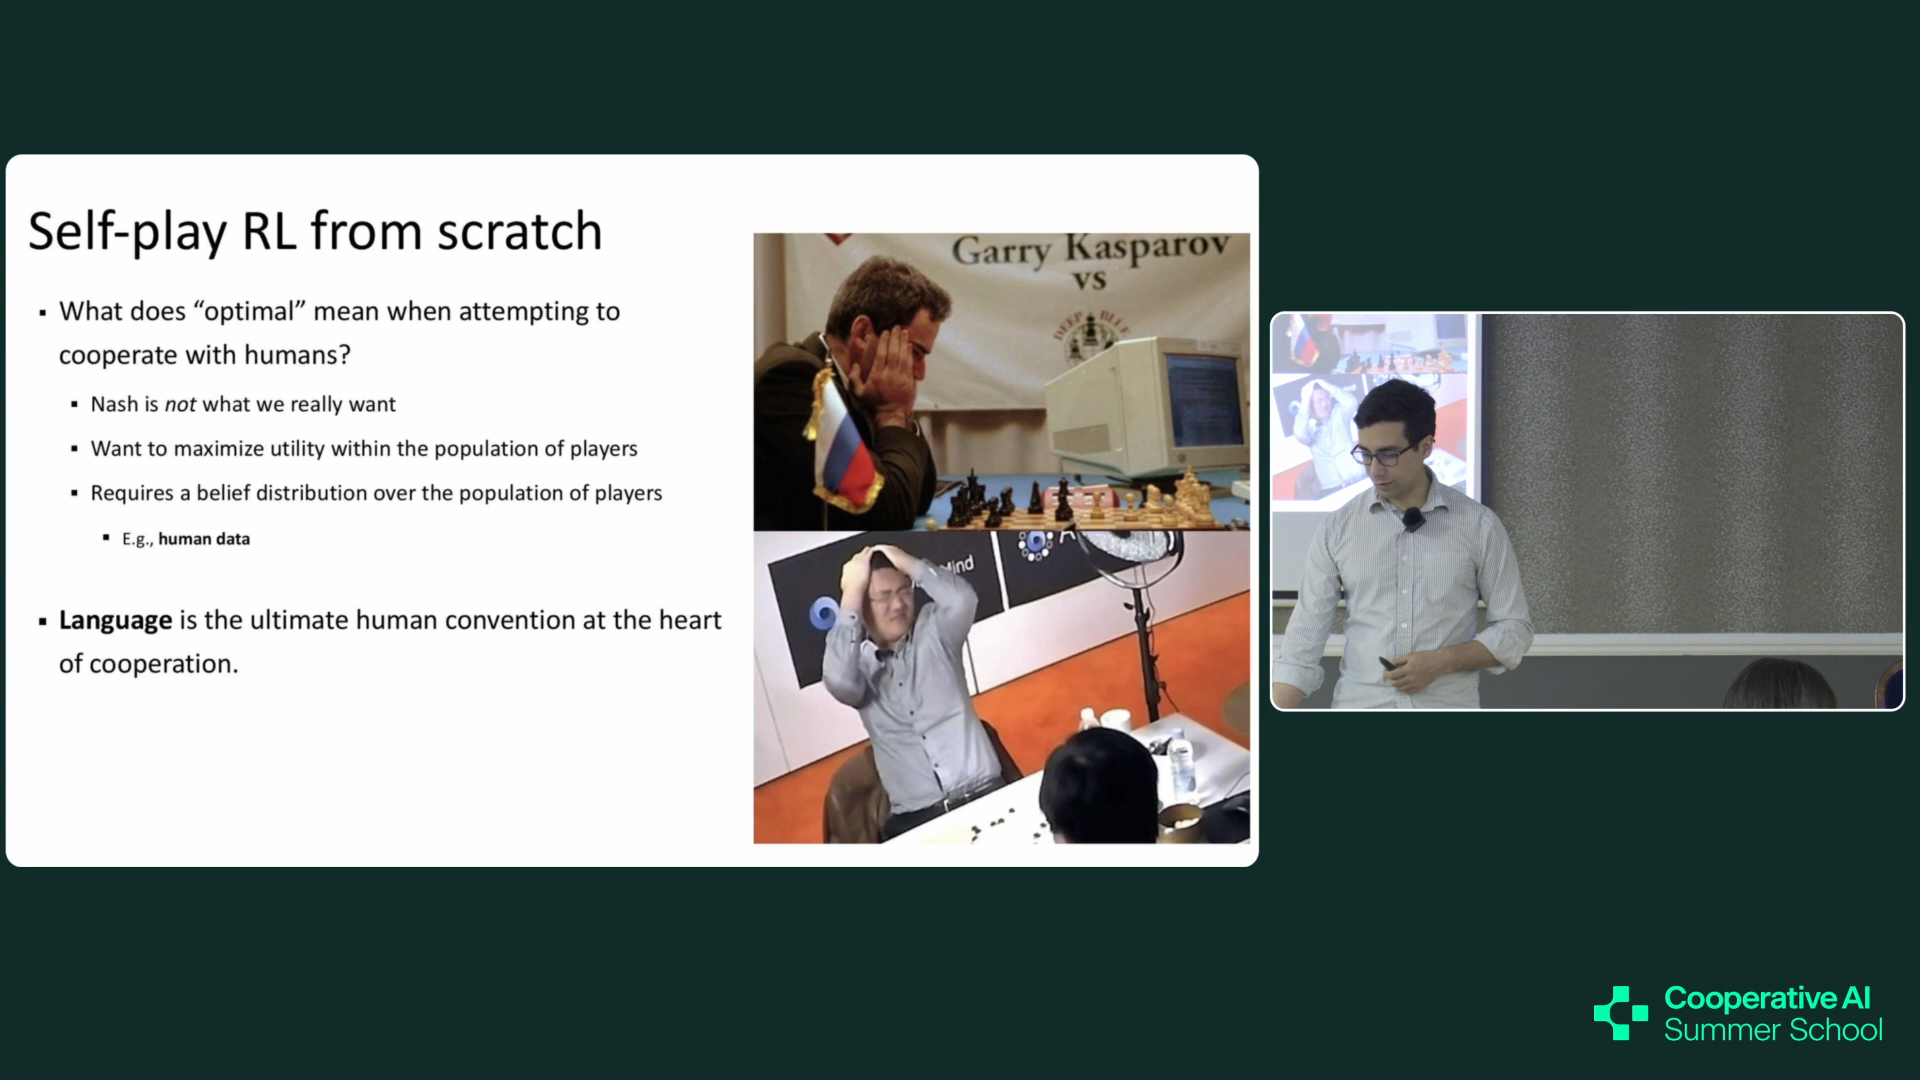 Self-play RL from scratch
▪ What does “optimal” mean when attempting to
cooperate with humans?
▪ Nash is not what we really want
▪ Want to maximize utility within the population of players
▪ Requires a belief distribution over the population of players
▪ E.g., human data
▪ Language is the ultimate human convention at the heart
of cooperation.
Garry Kasparov
vs
DEEP BLUE
Mind
A
Cooperative AI
Summer School